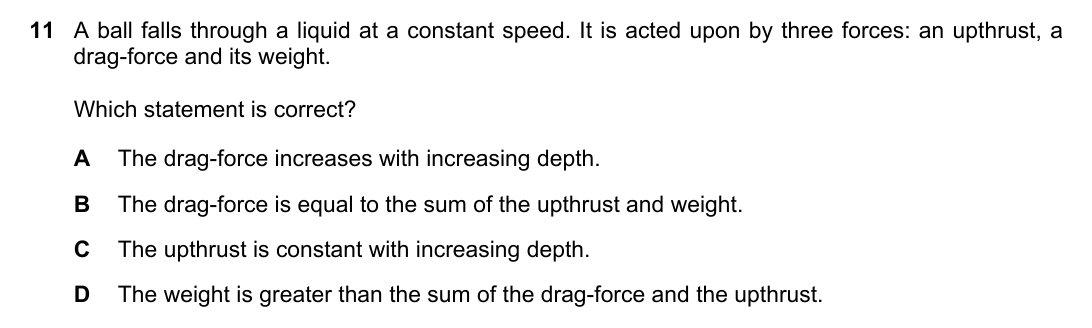 11 A ball falls through a liquid at a constant speed. It is acted upon by three forces: an upthrust, a
drag-force and its weight.
Which statement is correct?
A The drag-force increases with increasing depth.
B The drag-force is equal to the sum of the upthrust and weight.
C The upthrust is constant with increasing depth.
D The weight is greater than the sum of the drag-force and the upthrust.